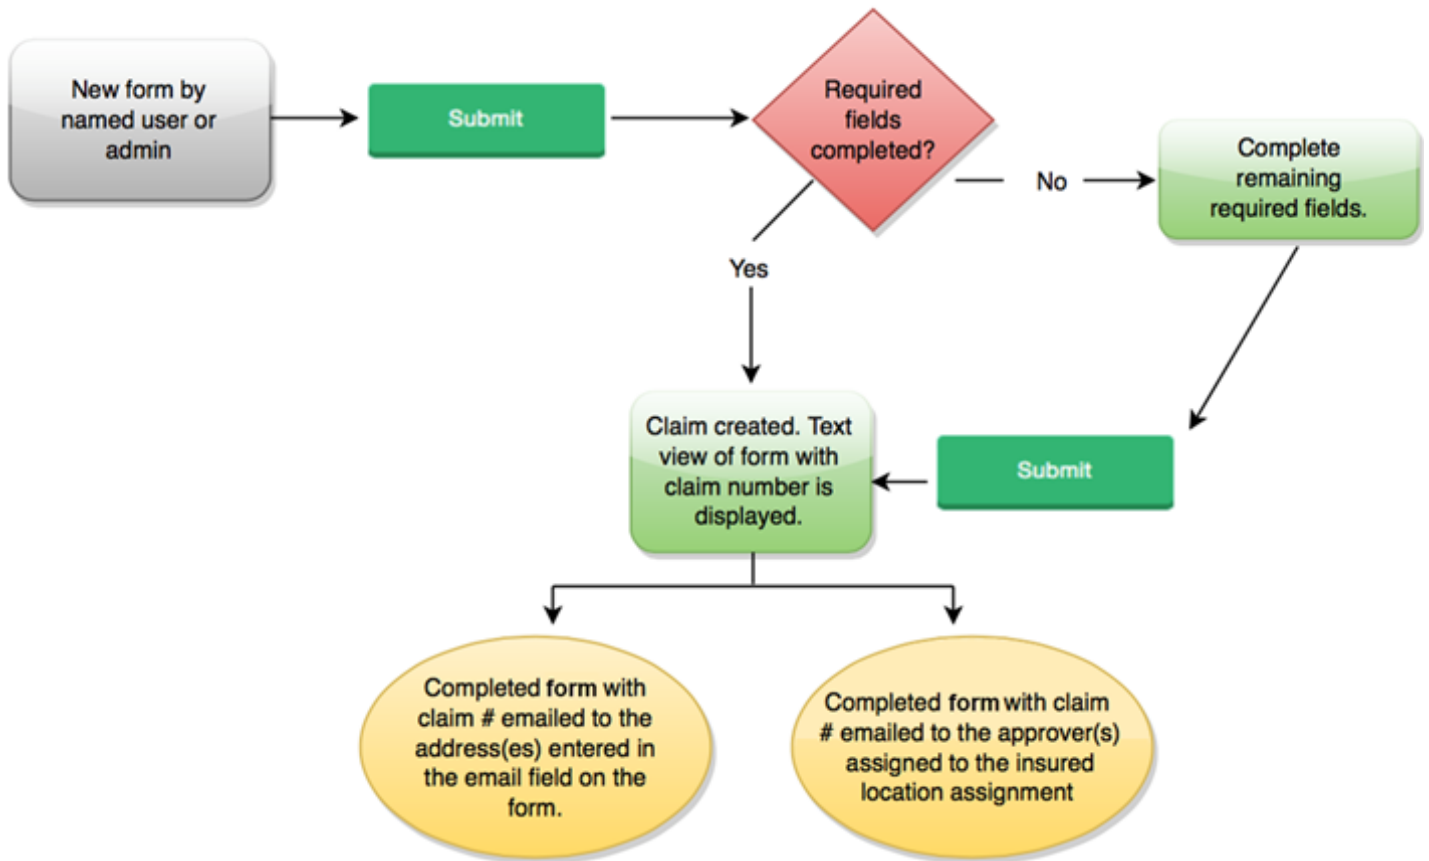 New form by
named user or
admin
Submit
Required
fields
completed?
No
Complete
remaining
required fields.
Yes
Claim created. Text
view of form with
claim number is
displayed.
Submit
Completed form with
claim # emailed to the
address(es) entered in
the email field on the
form.
Completed form with claim
# emailed to the approver(s)
assigned to the insured
location assignment